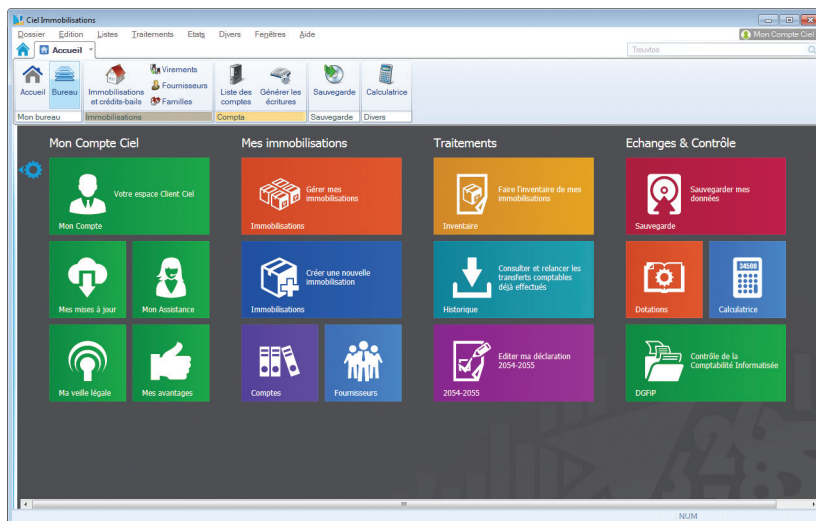 Ciel Immobilisations
Dossier Edition Listes Traitements Etats Divers Fenêtres Aide
Mon Compte Ciel
Accueil
Trouvtoo
Accueil Bureau
Immobilisations et crédits-bails
Virements
Fournisseurs
Familles
Liste des comptes
Générer les écritures
Sauvegarde
Calculatrice
Mon bureau Immobilisations Compta Sauvegarde Divers
Mon Compte Ciel
Votre espace Client Ciel
Mon Compte
Mes mises à jour
Mon Assistance
Ma veille légale
Mes avantages
Mes immobilisations
Gérer mes
immobilisations
Immobilisations
Créer une nouvelle
immobilisation
Immobilisations
Comptes
Fournisseurs
Traitements
Faire l'inventaire de mes
immobilisations
Inventaire
Consulter et relancer les
transferts comptables
déjà effectués
Historique
Editer ma déclaration
2054-2055
2054-2055
Echanges & Contrôle
Sauvegarder mes
données
Sauvegarde
Dotations
34509
Calculatrice
Contrôle de la
Comptabilité Informatisée
DGFiP
NUM